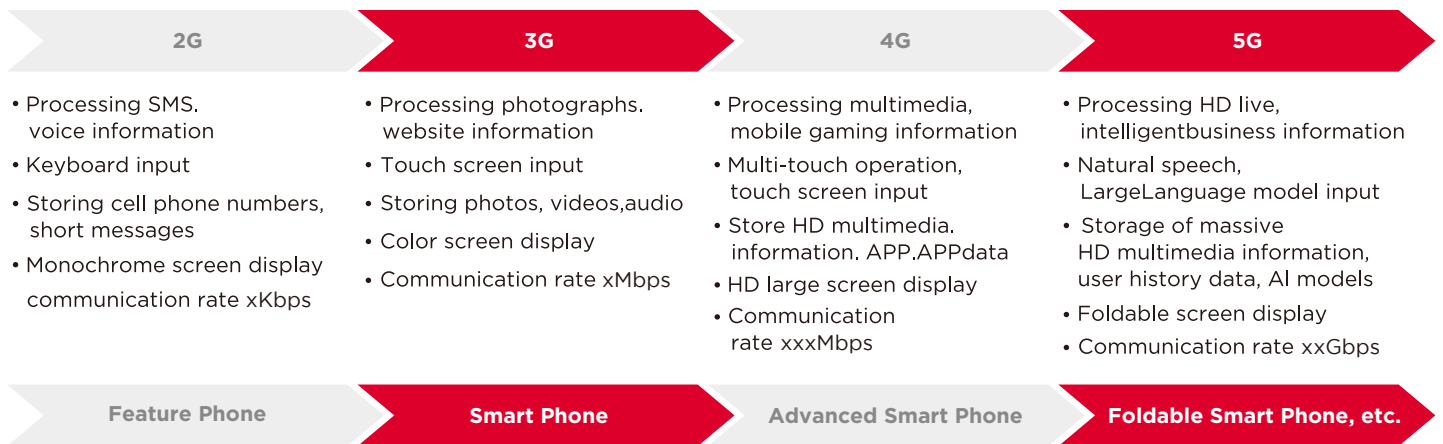 2G
3G
4G
5G
• Processing SMS.
voice information
• Keyboard input
• Storing cell phone numbers,
short messages
• Monochrome screen display
communication rate xKbps
• Processing photographs.
website information
• Touch screen input
• Storing photos, videos,audio
• Color screen display
• Communication rate xMbps
• Processing multimedia,
mobile gaming information
• Multi-touch operation,
touch screen input
• Store HD multimedia.
information. APP.APPdata
• HD large screen display
• Communication
rate xxxMbps
• Processing HD live,
intelligentbusiness information
• Natural speech,
LargeLanguage model input
• Storage of massive
HD multimedia information,
user history data, Al models
• Foldable screen display
• Communication rate xxGbps
Feature Phone
Smart Phone
Advanced Smart Phone
Foldable Smart Phone, etc.